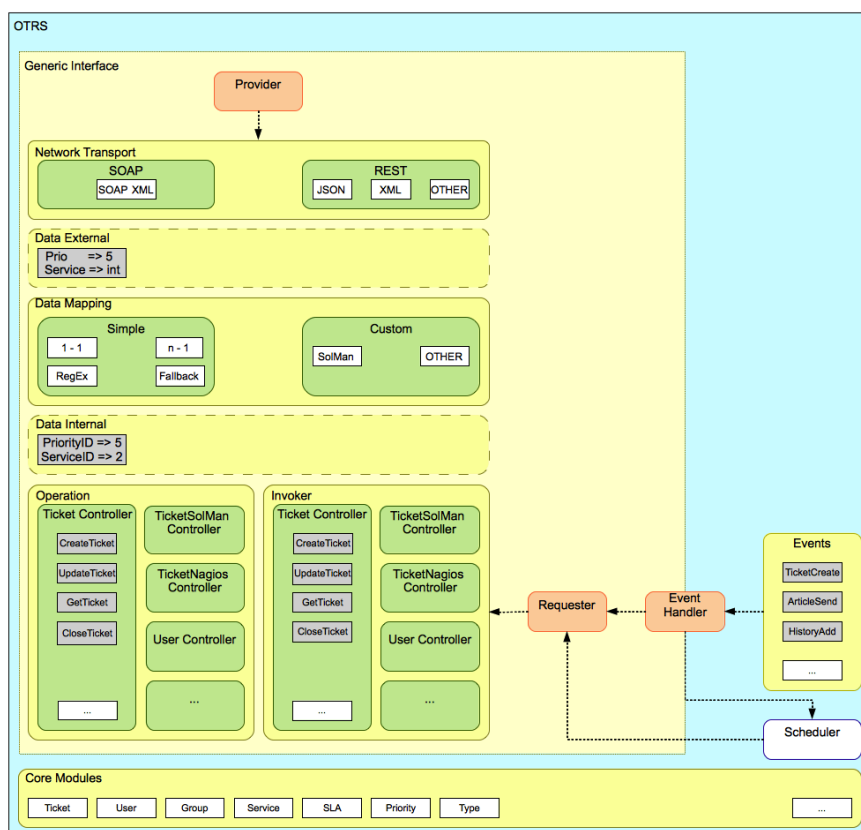 OTRS
Generic Interface
Provider
Network Transport
SOAP
SOAP XML
REST
JSON
XML
OTHER
Data External
Prio => 5
Service => int
Data Mapping
Simple
1 - 1
n - 1
RegEx
Fallback
Custom
SolMan
OTHER
Data Internal
PriorityID => 5
ServiceID => 2
Operation
Ticket Controller
CreateTicket
UpdateTicket
GetTicket
CloseTicket
...
TicketSolMan
Controller
TicketNagios
Controller
User Controller
...
Invoker
Ticket Controller
CreateTicket
UpdateTicket
GetTicket
CloseTicket
...
TicketSolMan
Controller
TicketNagios
Controller
User Controller
...
Requester
Event
Handler
Events
TicketCreate
ArticleSend
HistoryAdd
...
Scheduler
Core Modules
Ticket
User
Group
Service
SLA
Priority
Type
...